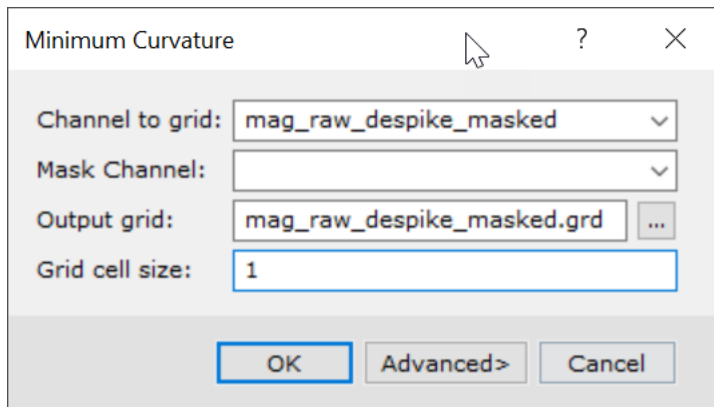 Minimum Curvature ?
Channel to grid: mag_raw_despike_masked
Mask Channel:
Output grid: mag_raw_despike_masked.grd ...
Grid cell size: 1
OK Advanced> Cancel